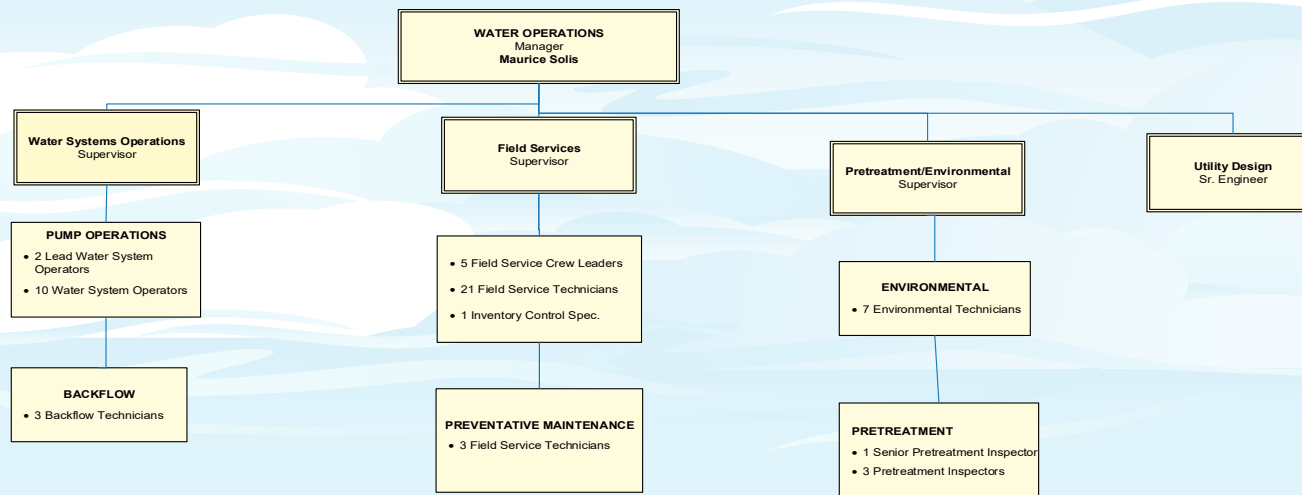 WATER OPERATIONS
Manager
Maurice Solis
Water Systems Operations
Supervisor
Field Services
Supervisor
Pretreatment/Environmental
Supervisor
Utility Design
Sr. Engineer
PUMP OPERATIONS
• 2 Lead Water System
Operators
• 10 Water System Operators
• 5 Field Service Crew Leaders
• 21 Field Service Technicians
• 1 Inventory Control Spec.
ENVIRONMENTAL
• 7 Environmental Technicians
BACKFLOW
• 3 Backflow Technicians
PREVENTATIVE MAINTENANCE
• 3 Field Service Technicians
PRETREATMENT
• 1 Senior Pretreatment Inspector
• 3 Pretreatment Inspectors